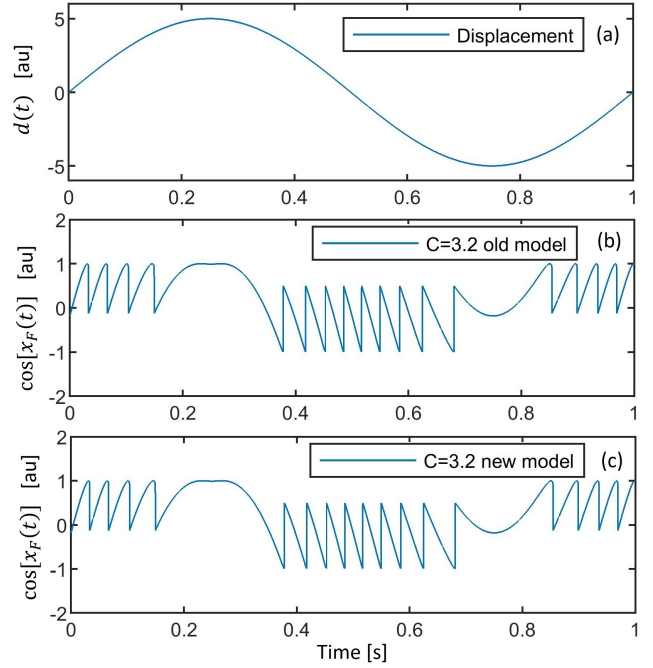 5
0
-5
d(t) [au]
Displacement
(a)
0 0.2 0.4 0.6 0.8 1
2
1
0
-1
-2
cos[x_F(t)] [au]
C=3.2 old model
(b)
0 0.2 0.4 0.6 0.8 1
2
1
0
-1
-2
cos[x_F(t)] [au]
C=3.2 new model
(c)
0 0.2 0.4 0.6 0.8 1
Time [s]